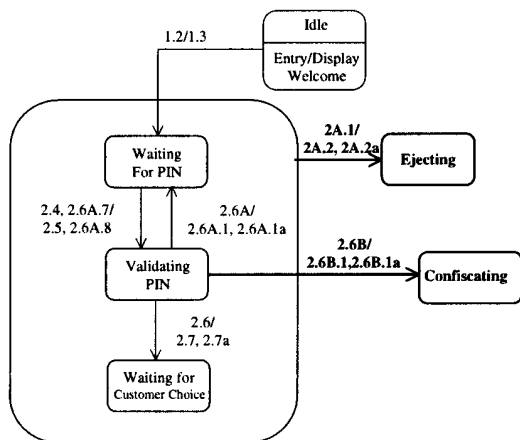 Idle
1.2/1.3
Entry/Display
Welcome
2A.1/
2A.2, 2A.2a
Ejecting
Waiting
For PIN
2.4, 2.6A.7/
2.5, 2.6A.8
2.6A/
2.6A.1, 2.6A.1a
2.6B/
2.6B.1,2.6B.1a
Confiscating
Validating
PIN
2.6/
2.7, 2.7a
Waiting for
Customer Choice